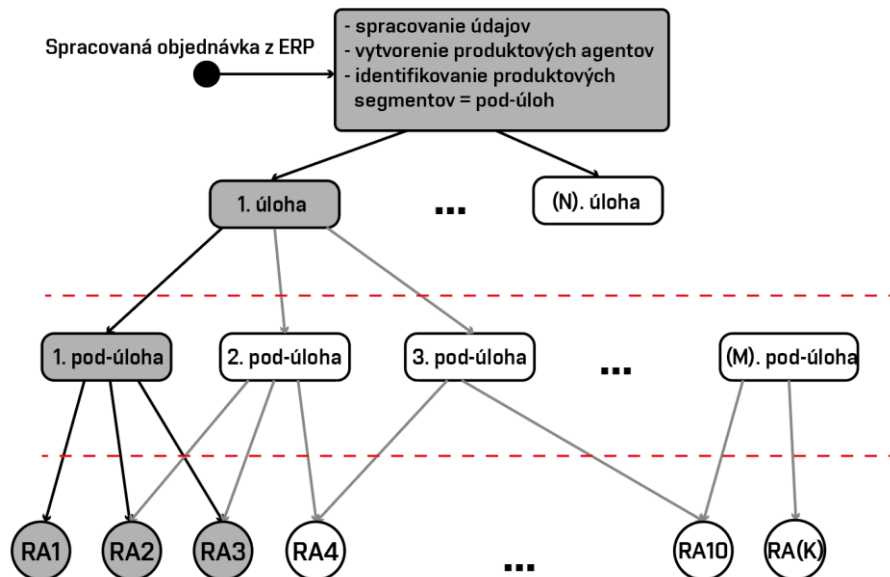 Spracovaná objednávka z ERP
- spracovanie údajov
- vytvorenie produktových agentov
- identifikovanie produktových
segmentov = pod-úloh
1. úloha
...
(N). úloha
1. pod-úloha
2. pod-úloha
3. pod-úloha
...
(M). pod-úloha
RA1
RA2
RA3
RA4
...
RA10
RA(K)